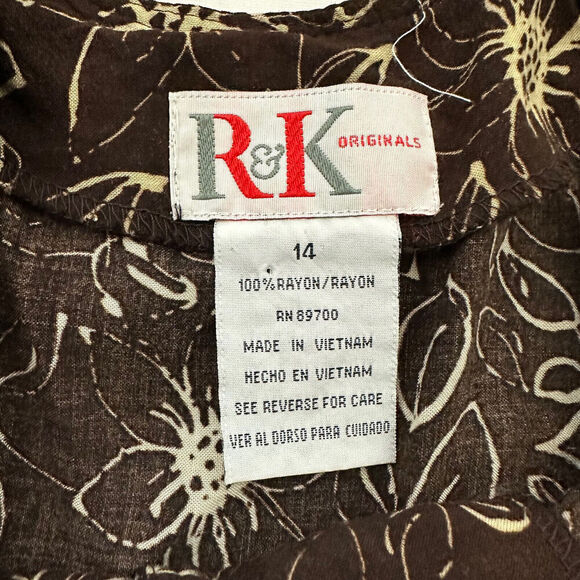 R&K ORIGINALS
14
100% RAYON/RAYON
RN 89700
MADE IN VIETNAM
HECHO EN VIETNAM
SEE REVERSE FOR CARE
VER AL DORSO PARA CUIDADO